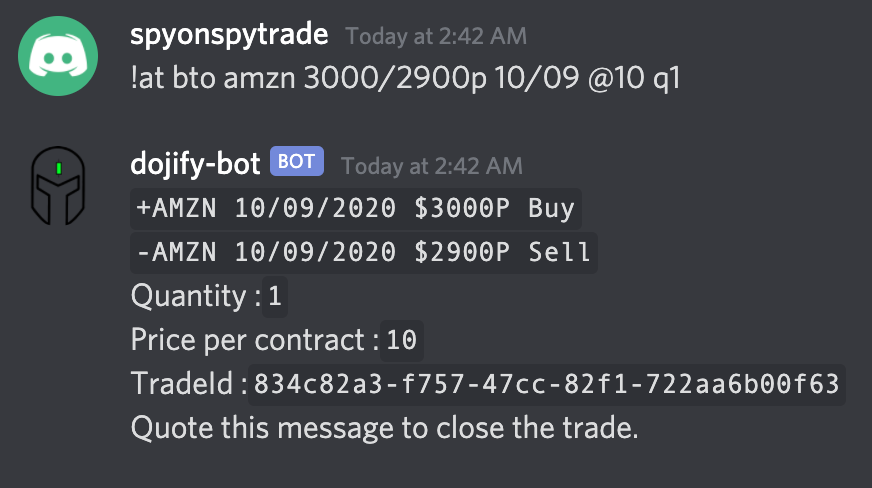 spyonspytrade Today at 2:42 AM
!at bto amzn 3000/2900p 10/09 @10 q1
dojify-bot BOT Today at 2:42 AM
+AMZN 10/09/2020 $3000P Buy
-AMZN 10/09/2020 $2900P Sell
Quantity : 1
Price per contract : 10
TradeId : 834c82a3-f757-47cc-82f1-722aa6b00f63
Quote this message to close the trade.